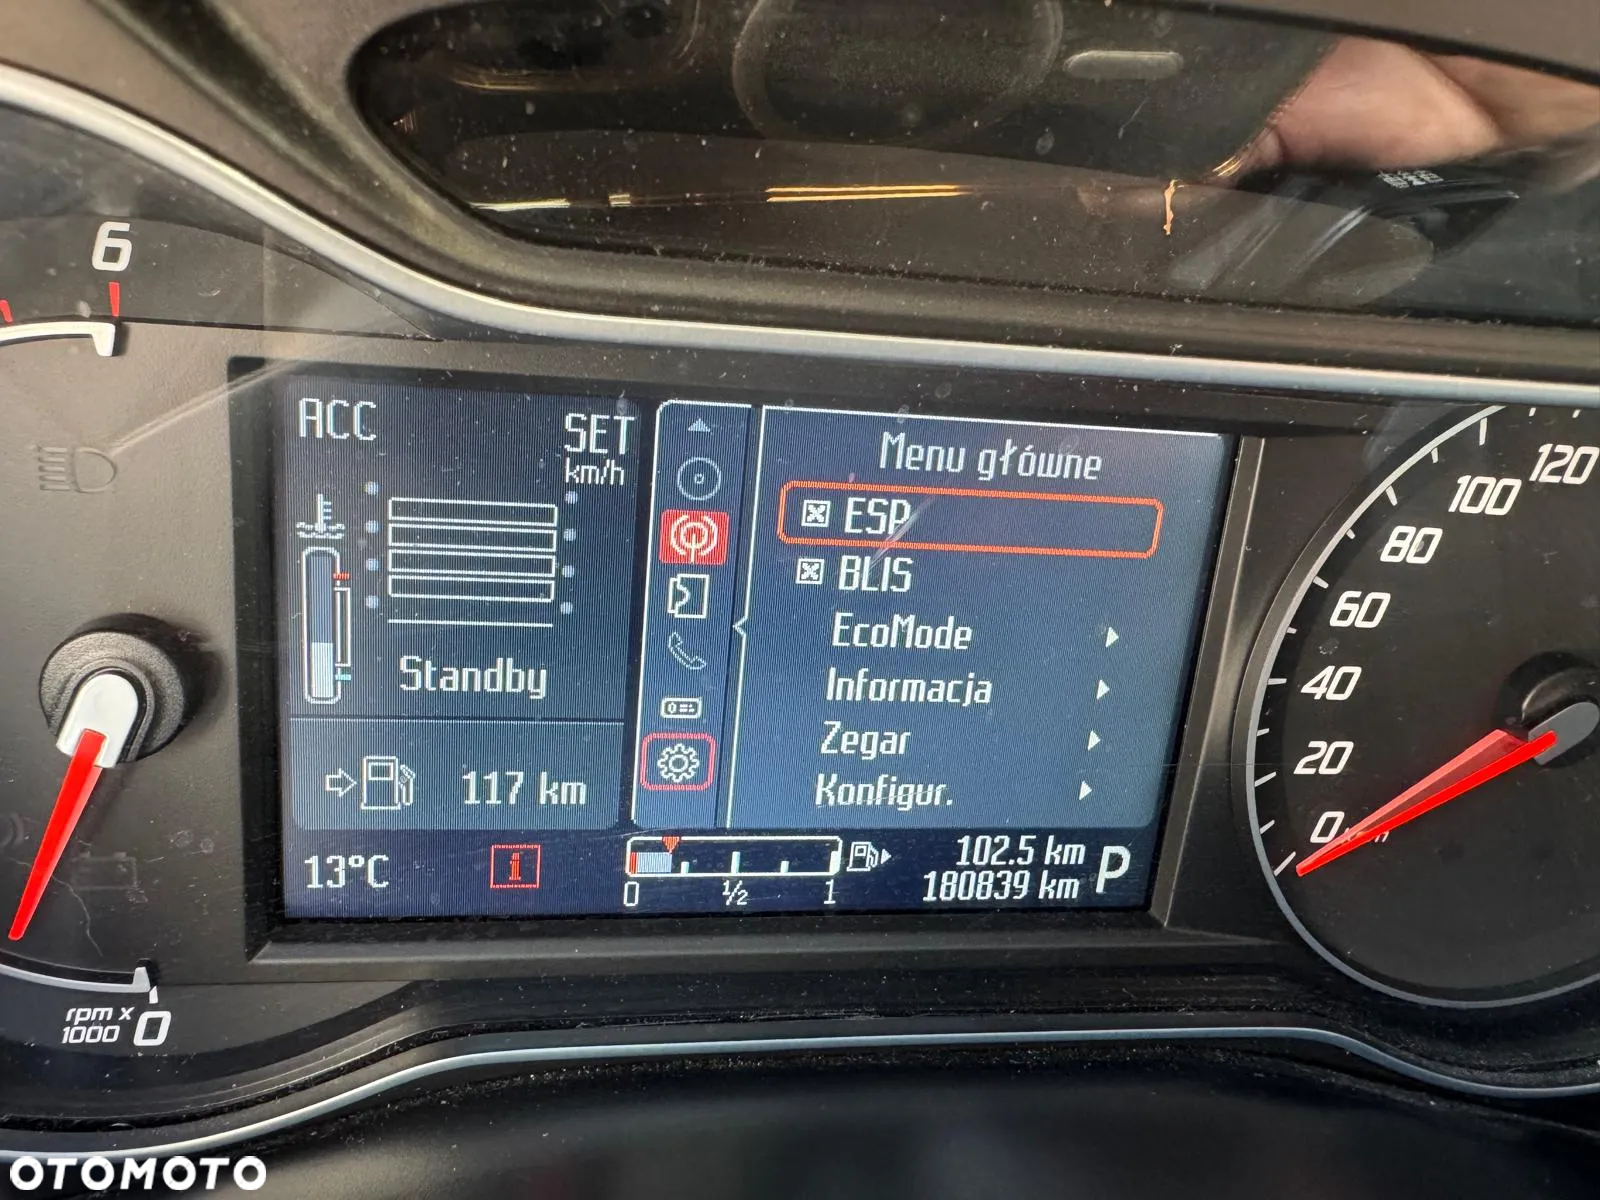 6
ACC
SET
km/h
Standby
117 km
Menu główne
ESP
BLIS
EcoMode
Informacja
Zegar
Konfigur.
13°C
i
0
½
1
102.5 km
180839 km
P
120
100
80
60
40
20
0
rpm x
1000
0
OTOMOTO